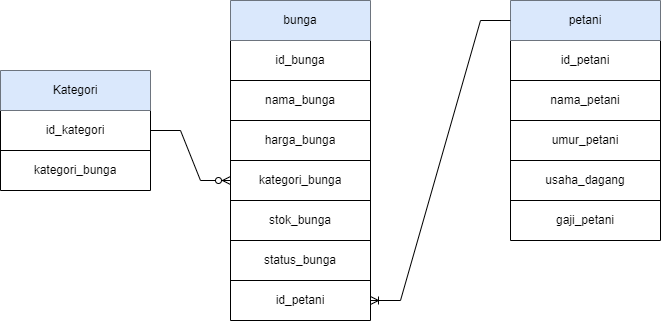 Kategori
id_kategori
kategori_bunga
bunga
id_bunga
nama_bunga
harga_bunga
kategori_bunga
stok_bunga
status_bunga
id_petani
petani
id_petani
nama_petani
umur_petani
usaha_dagang
gaji_petani